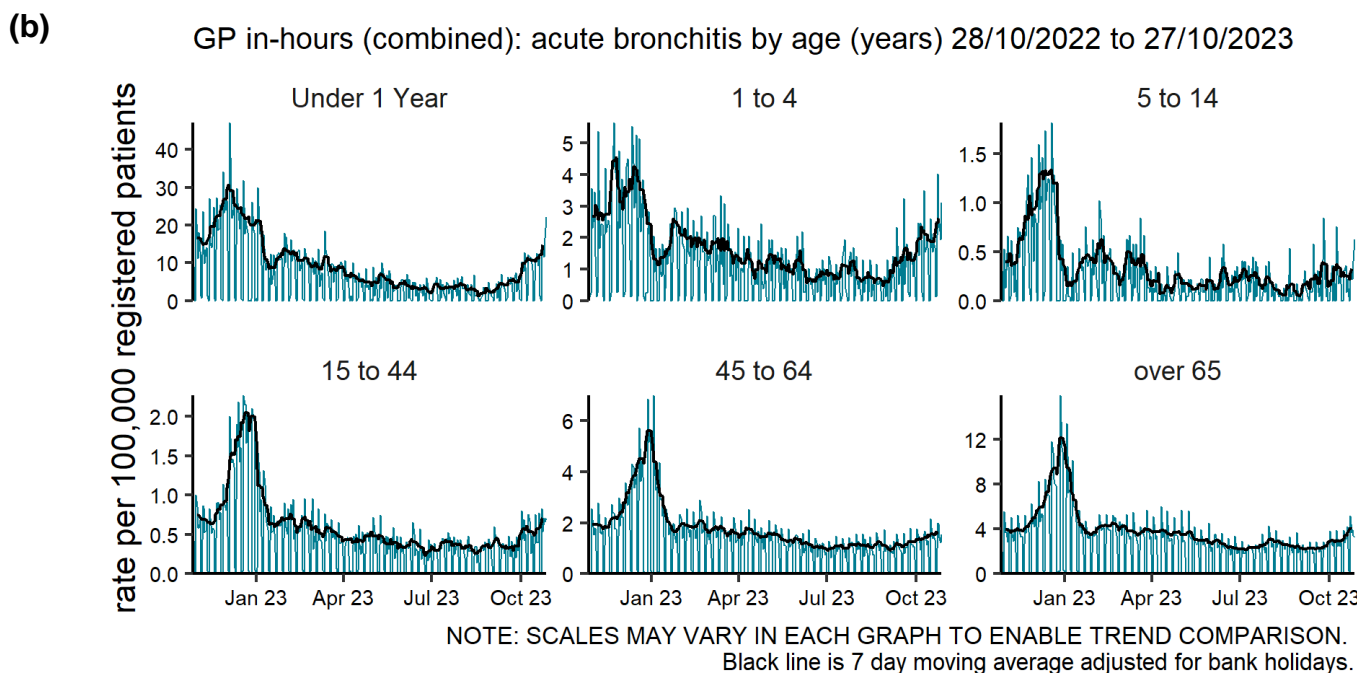 (b)
GP in-hours (combined): acute bronchitis by age (years) 28/10/2022 to 27/10/2023
rate per 100,000 registered patients
Under 1 Year
1 to 4
5 to 14
40
30
20
10
0
5
4
3
2
1
0
1.5
1.0
0.5
0.0
15 to 44
45 to 64
over 65
2.0
1.5
1.0
0.5
0.0
6
4
2
0
12
8
4
0
Jan 23 Apr 23 Jul 23 Oct 23
Jan 23 Apr 23 Jul 23 Oct 23
Jan 23 Apr 23 Jul 23 Oct 23
NOTE: SCALES MAY VARY IN EACH GRAPH TO ENABLE TREND COMPARISON.
Black line is 7 day moving average adjusted for bank holidays.